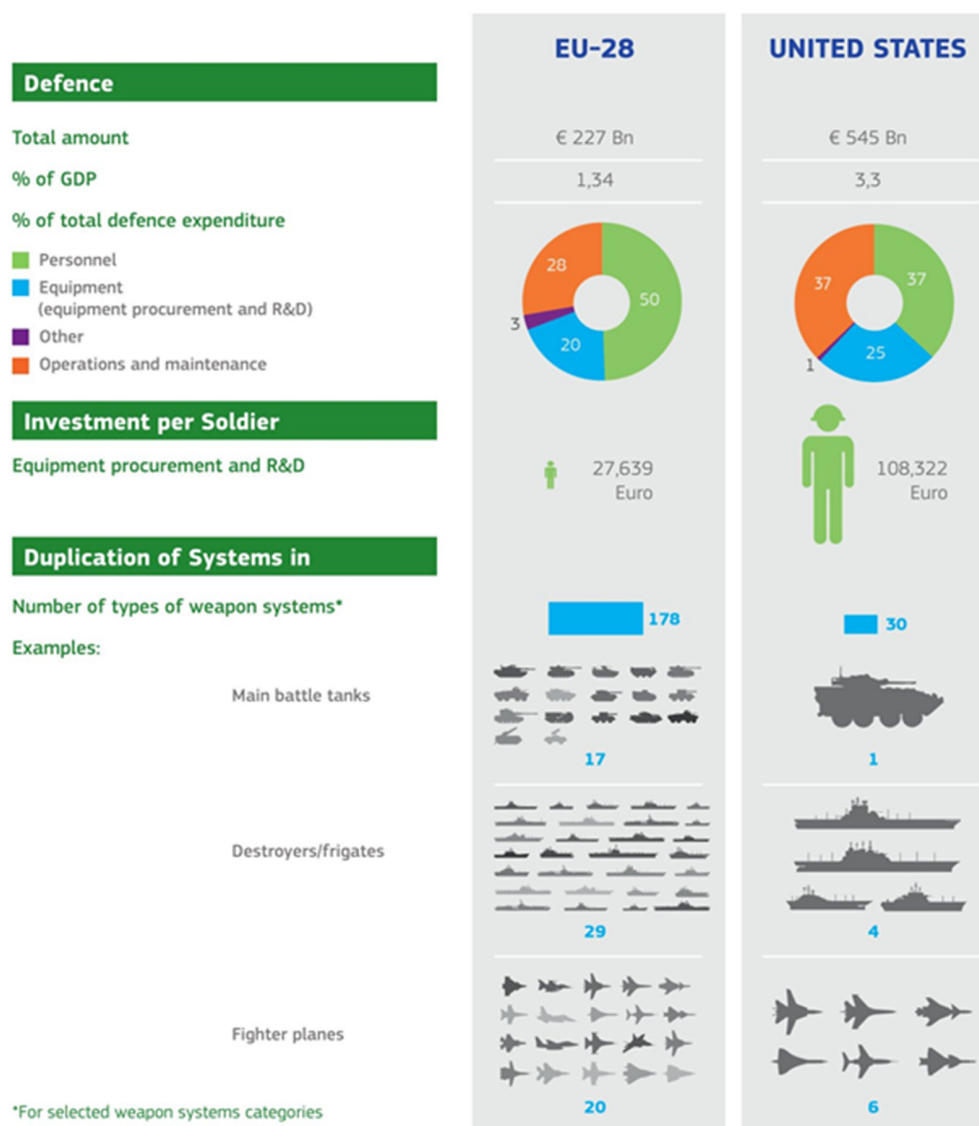 EU-28
UNITED STATES
Defence
Total amount
€ 227 Bn
€ 545 Bn
% of GDP
1,34
3,3
% of total defence expenditure
Personnel
Equipment
(equipment procurement and R&D)
Other
Operations and maintenance
28
50
3
20
37
37
1
25
Investment per Soldier
Equipment procurement and R&D
27,639
Euro
108,322
Euro
Duplication of Systems in
Number of types of weapon systems*
178
30
Examples:
Main battle tanks
17
1
Destroyers/frigates
29
4
Fighter planes
20
6
*For selected weapon systems categories